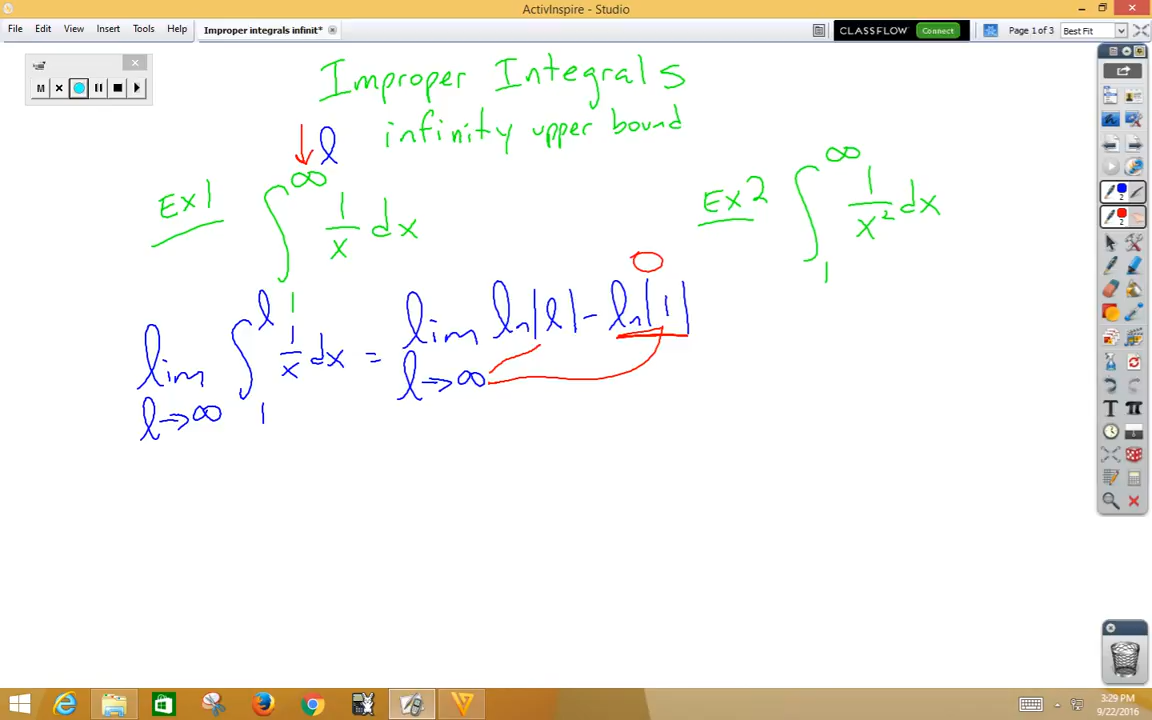 ActivInspire - Studio
File Edit View Insert Tools Help Improper integrals infinit* CLASSFLOW Connect Page 1 of 3 Best Fit
M
Improper Integrals
infinity upper bound
l
Ex1 ∫₁^∞ 1/x dx
Ex2 ∫₁^∞ 1/x² dx
0
lim l→∞ ∫₁^l 1/x dx = lim l→∞ ln|l| - ln|1|
2
2
3:29 PM
9/22/2016